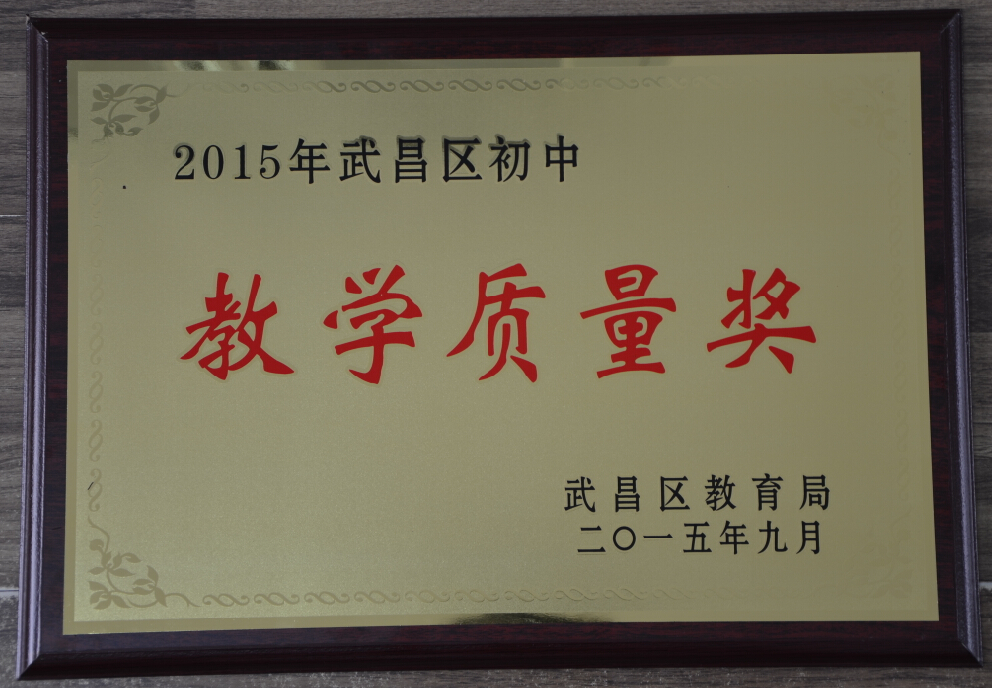 2015年武昌区初中
教学质量奖
武昌区教育局
二〇一五年九月